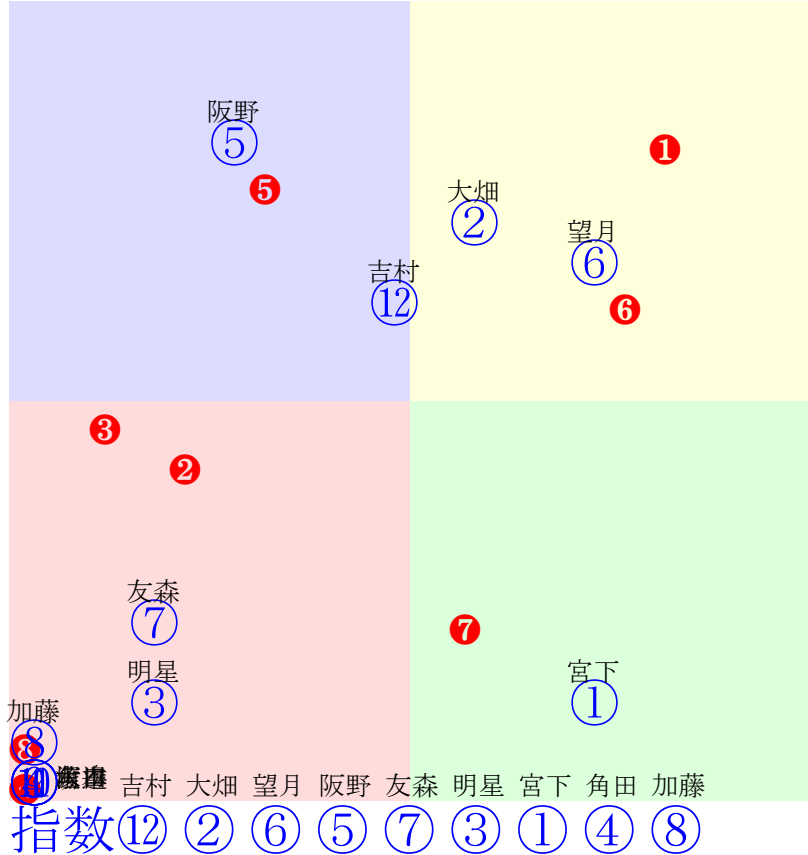 阪野
⑤
❺
❶
大畑
②
望月
⑥
吉村
⑫
❻
❸
❷
友森
⑦
❼
明星
③
宮下
①
加藤
⑧
❽
吉村 大畑 望月 阪野 友森 明星 宮下 角田 加藤
指数⑫②⑥⑤⑦③①④⑧